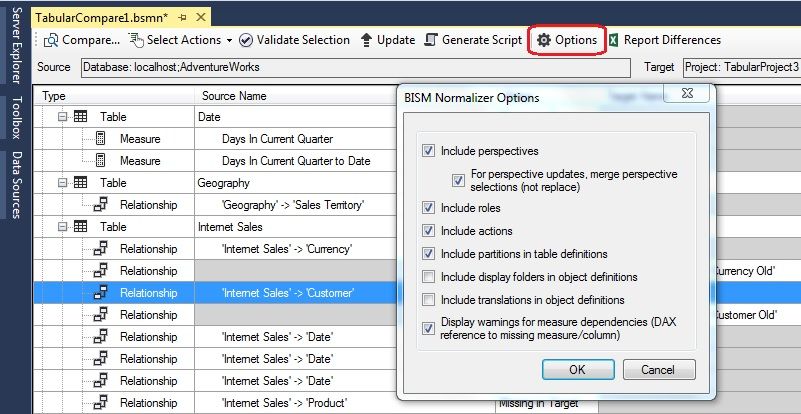 TabularCompare1.bsmn*
Compare... Select Actions Validate Selection Update Generate Script Options Report Differences
Source Database: localhost;AdventureWorks Target Project: TabularProject3
Type Source Name
Table Date
Measure Days In Current Quarter
Measure Days In Current Quarter to Date
Table Geography
Relationship 'Geography' -> 'Sales Territory'
Table Internet Sales
Relationship 'Internet Sales' -> 'Currency'
Relationship Currency Old'
Relationship 'Internet Sales' -> 'Customer'
Relationship Customer Old'
Relationship 'Internet Sales' -> 'Date'
Relationship 'Internet Sales' -> 'Date'
Relationship 'Internet Sales' -> 'Date'
Relationship 'Internet Sales' -> 'Product' Missing in Target
Server Explorer
Toolbox
Data Sources
BISM Normalizer Options
Include perspectives
For perspective updates, merge perspective
selections (not replace)
Include roles
Include actions
Include partitions in table definitions
Include display folders in object definitions
Include translations in object definitions
Display warnings for measure dependencies (DAX
reference to missing measure/column)
OK Cancel